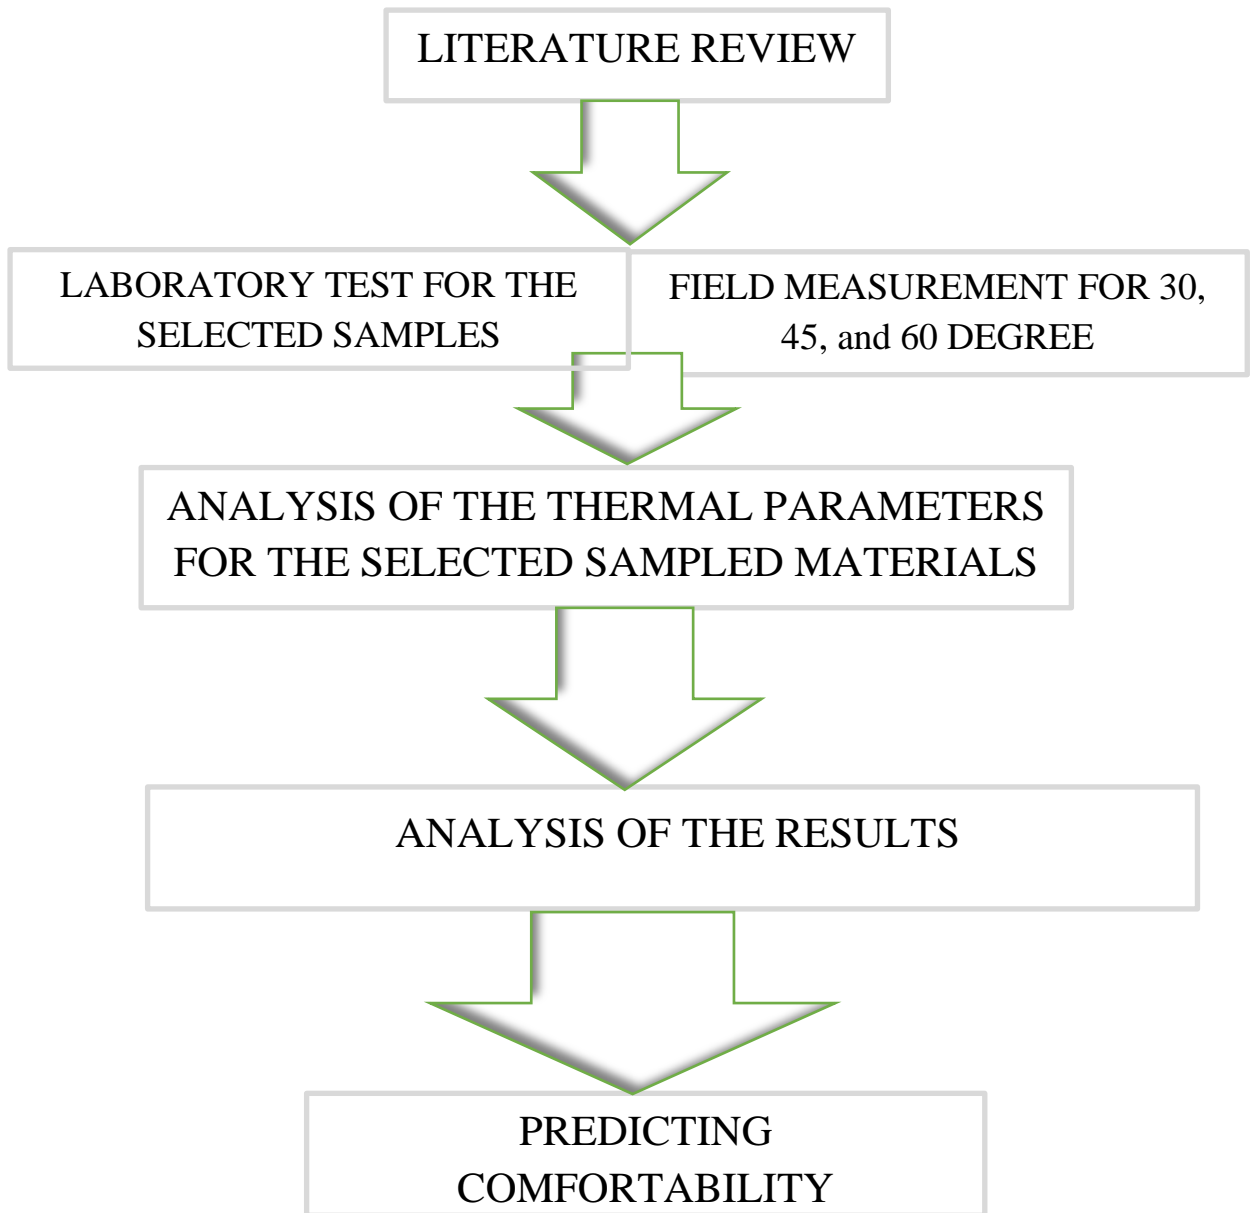 LITERATURE REVIEW
LABORATORY TEST FOR THE
SELECTED SAMPLES
FIELD MEASUREMENT FOR 30,
45, and 60 DEGREE
ANALYSIS OF THE THERMAL PARAMETERS
FOR THE SELECTED SAMPLED MATERIALS
ANALYSIS OF THE RESULTS
PREDICTING
COMFORTABILITY